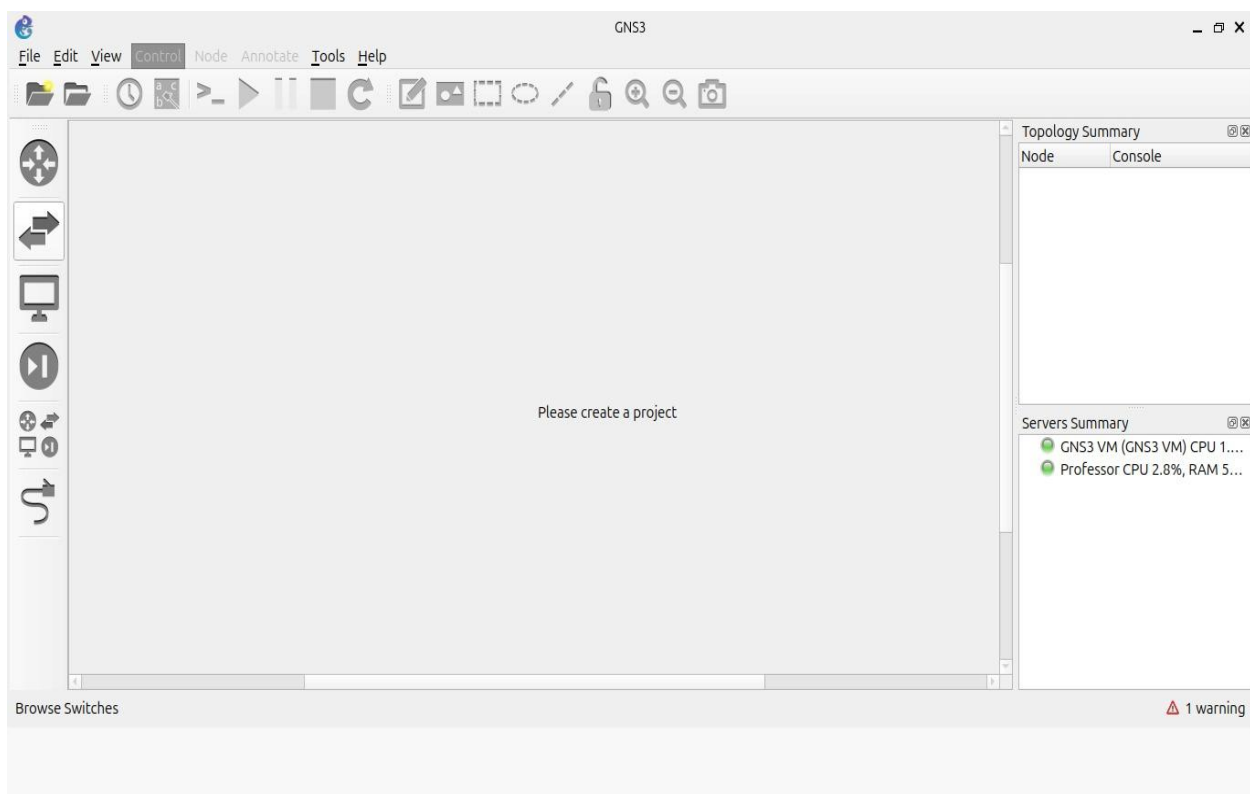 GNS3
File Edit View Control Node Annotate Tools Help
Topology Summary
Node Console
Please create a project
Servers Summary
GNS3 VM (GNS3 VM) CPU 1....
Professor CPU 2.8%, RAM 5...
Browse Switches
1 warning